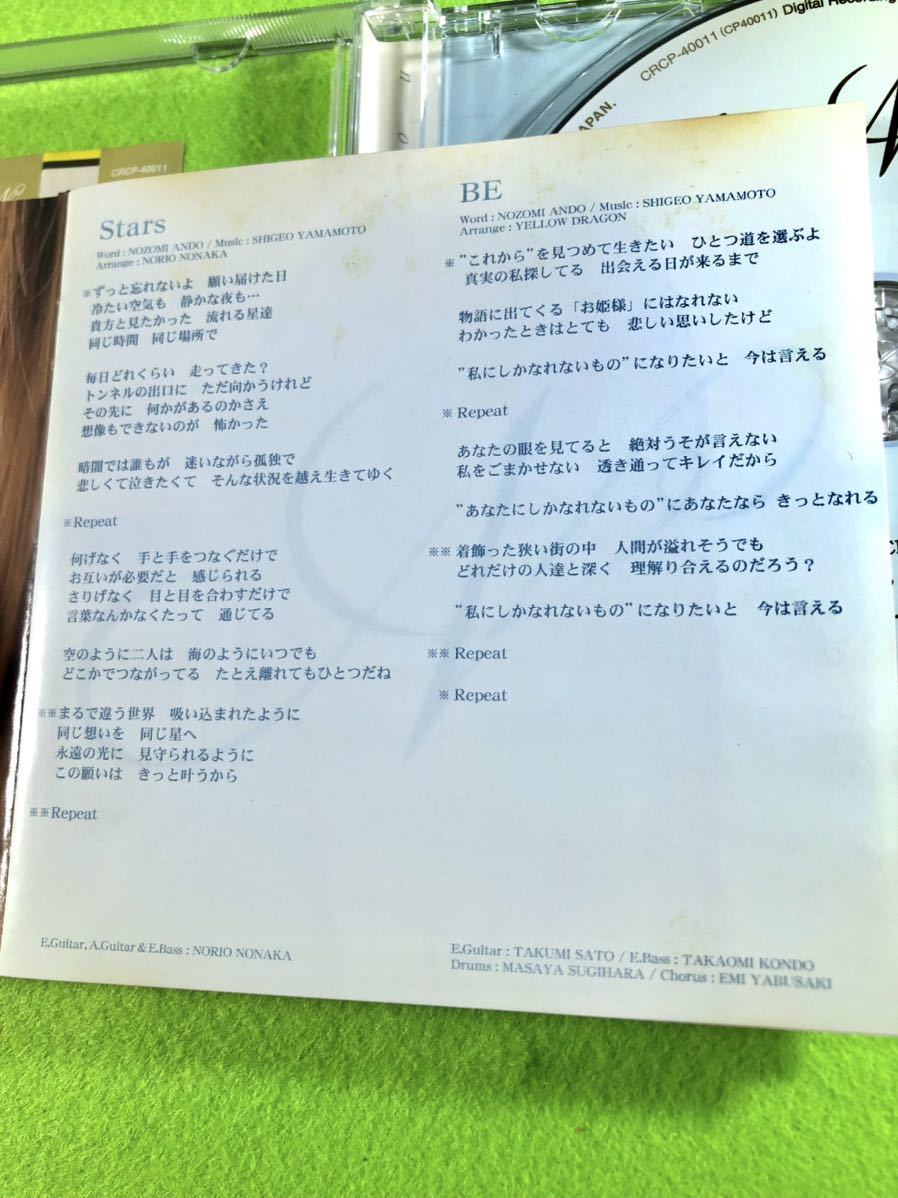 CRCP-40011 (CP40011) Digital Recording
APAN.
CRCP-40011
Stars
Word : NOZOMI ANDO / Music : SHIGEO YAMAMOTO
Arrange : NORIO NONAKA
※ずっと忘れないよ 願い届けた日
冷たい空気も 静かな夜も…
貴方と見たかった 流れる星達
同じ時間 同じ場所で
毎日どれくらい 走ってきた?
トンネルの出口に ただ向かうけれど
その先に 何かがあるのかさえ
想像もできないのが 怖かった
暗闇では誰もが 迷いながら孤独で
悲しくて泣きたくて そんな状況を越え生きてゆく
※Repeat
何げなく 手と手をつなぐだけで
お互いが必要だと 感じられる
さりげなく 目と目を合わすだけで
言葉なんかなくたって 通じてる
空のように二人は 海のようにいつでも
どこかでつながってる たとえ離れてもひとつだね
※※まるで違う世界 吸い込まれたように
同じ想いを 同じ星へ
永遠の光に 見守られるように
この願いは きっと叶うから
※※Repeat
E.Guitar, A.Guitar & E.Bass : NORIO NONAKA
BE
Word : NOZOMI ANDO / Music : SHIGEO YAMAMOTO
Arrange : YELLOW DRAGON
※ "これから"を見つめて生きたい ひとつ道を選ぶよ
真実の私探してる 出会える日が来るまで
物語に出てくる「お姫様」にはなれない
わかったときはとても 悲しい思いしたけど
"私にしかなれないもの"になりたいと 今は言える
※ Repeat
あなたの眼を見てると 絶対うそが言えない
私をごまかせない 透き通ってキレイだから
"あなたにしかなれないもの"にあなたなら きっとなれる
※※ 着飾った狭い街の中 人間が溢れそうでも
どれだけの人達と深く 理解り合えるのだろう?
"私にしかなれないもの"になりたいと 今は言える
※※ Repeat
※ Repeat
E.Guitar : TAKUMI SATO / E.Bass : TAKAOMI KONDO
Drums : MASAYA SUGIHARA / Chorus : EMI YABUSAKI